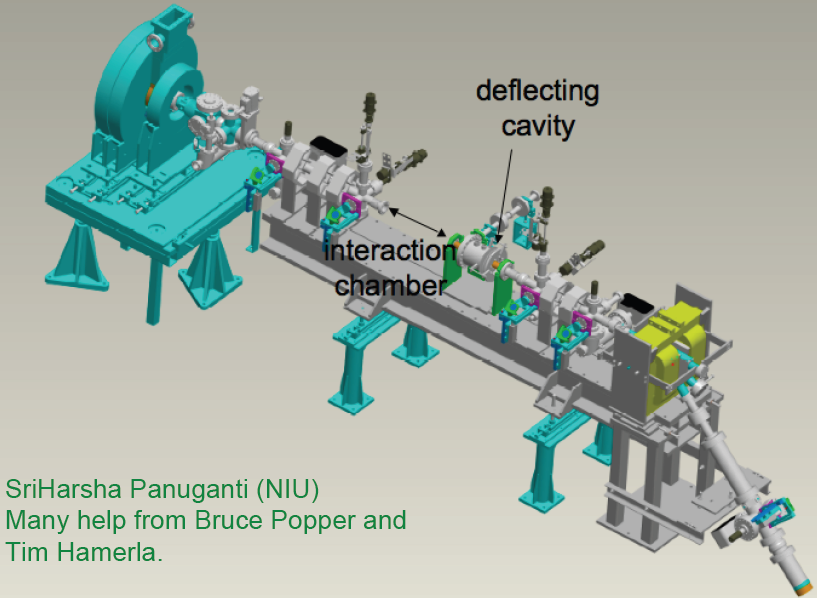 deflecting
cavity
interaction
chamber
SriHarsha Panuganti (NIU)
Many help from Bruce Popper and
Tim Hamerla.